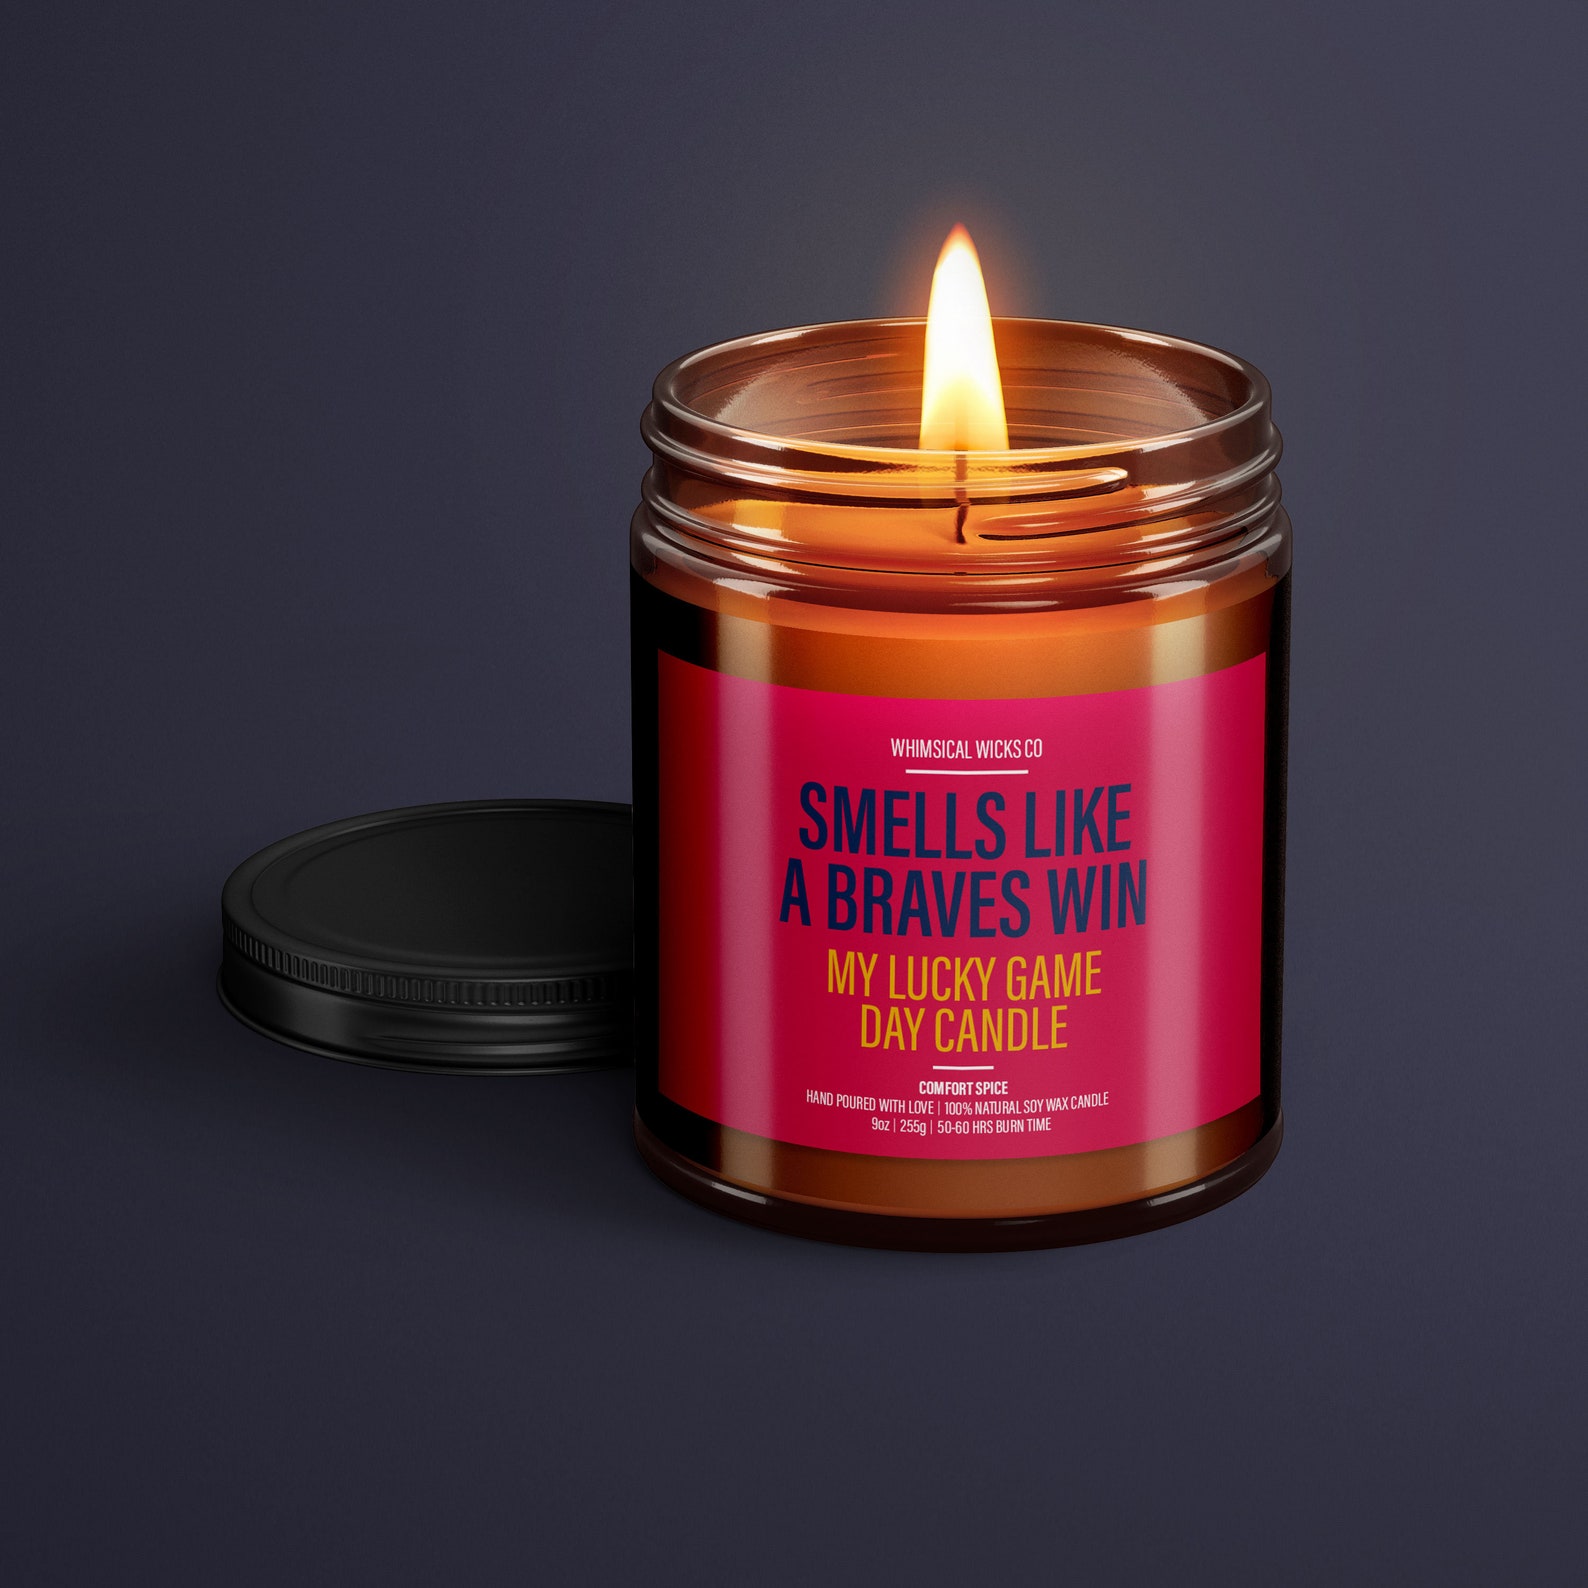 WHIMSICAL WICKS CO
SMELLS LIKE
A BRAVES WIN
MY LUCKY GAME
DAY CANDLE
COMFORT SPICE
HAND POURED WITH LOVE | 100% NATURAL SOY WAX CANDLE
9oz | 255g | 50-60 HRS BURN TIME